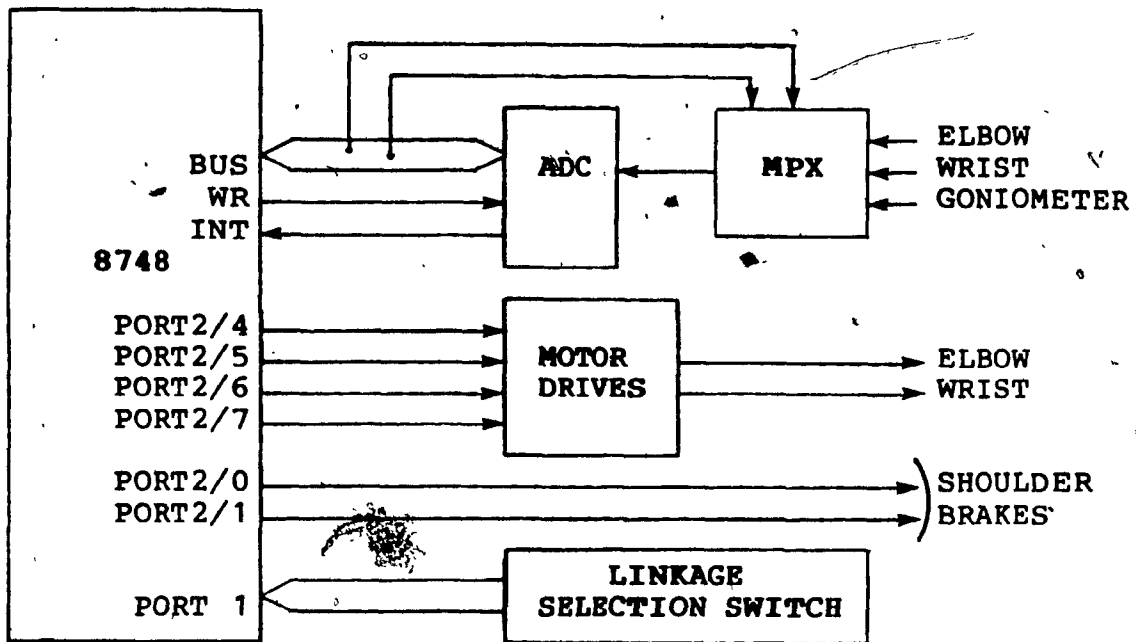 ELBOW
BUS ADC MPX WRIST
WR GONIOMETER
INT
8748
PORT2/4
PORT2/5 MOTOR ELBOW
PORT2/6 DRIVES WRIST
PORT2/7
PORT2/0 SHOULDER
PORT2/1 BRAKES
LINKAGE
PORT 1 SELECTION SWITCH